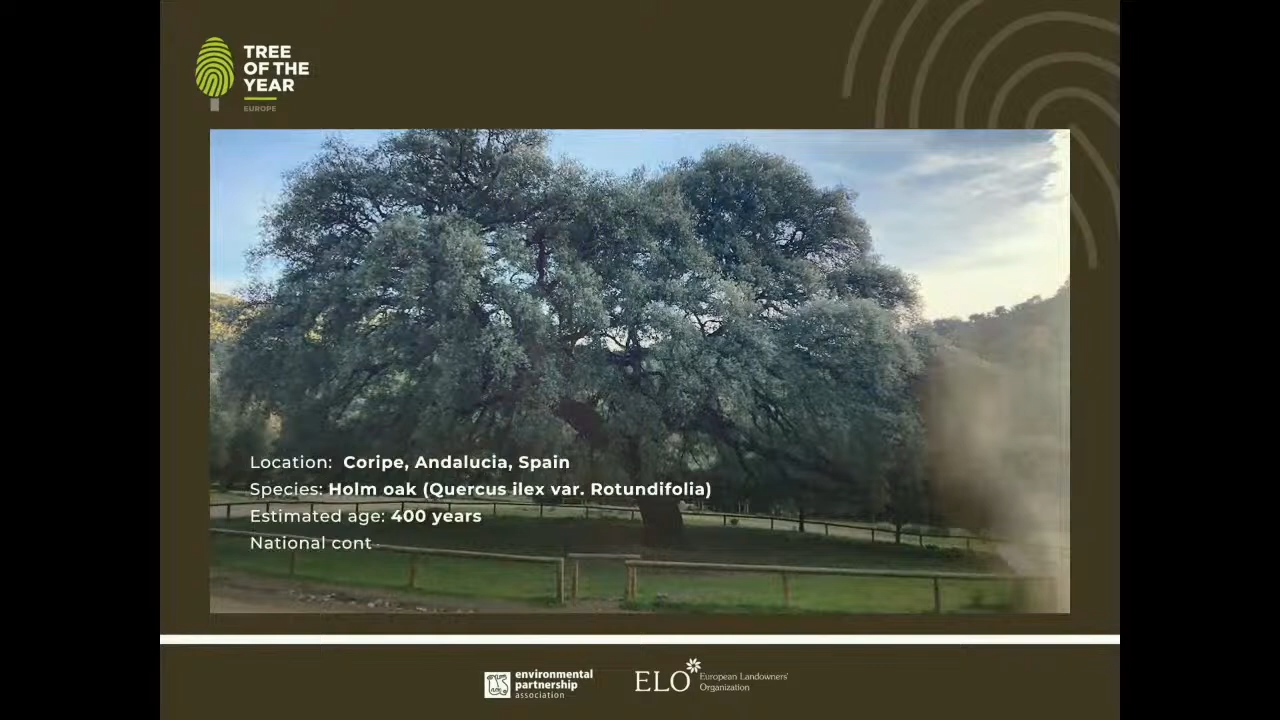 TREE
OF THE
YEAR
EUROPE
Location: Coripe, Andalucia, Spain
Species: Holm oak (Quercus ilex var. Rotundifolia)
Estimated age: 400 years
National cont
environmental
partnership
association
ELO European Landowners'
Organization